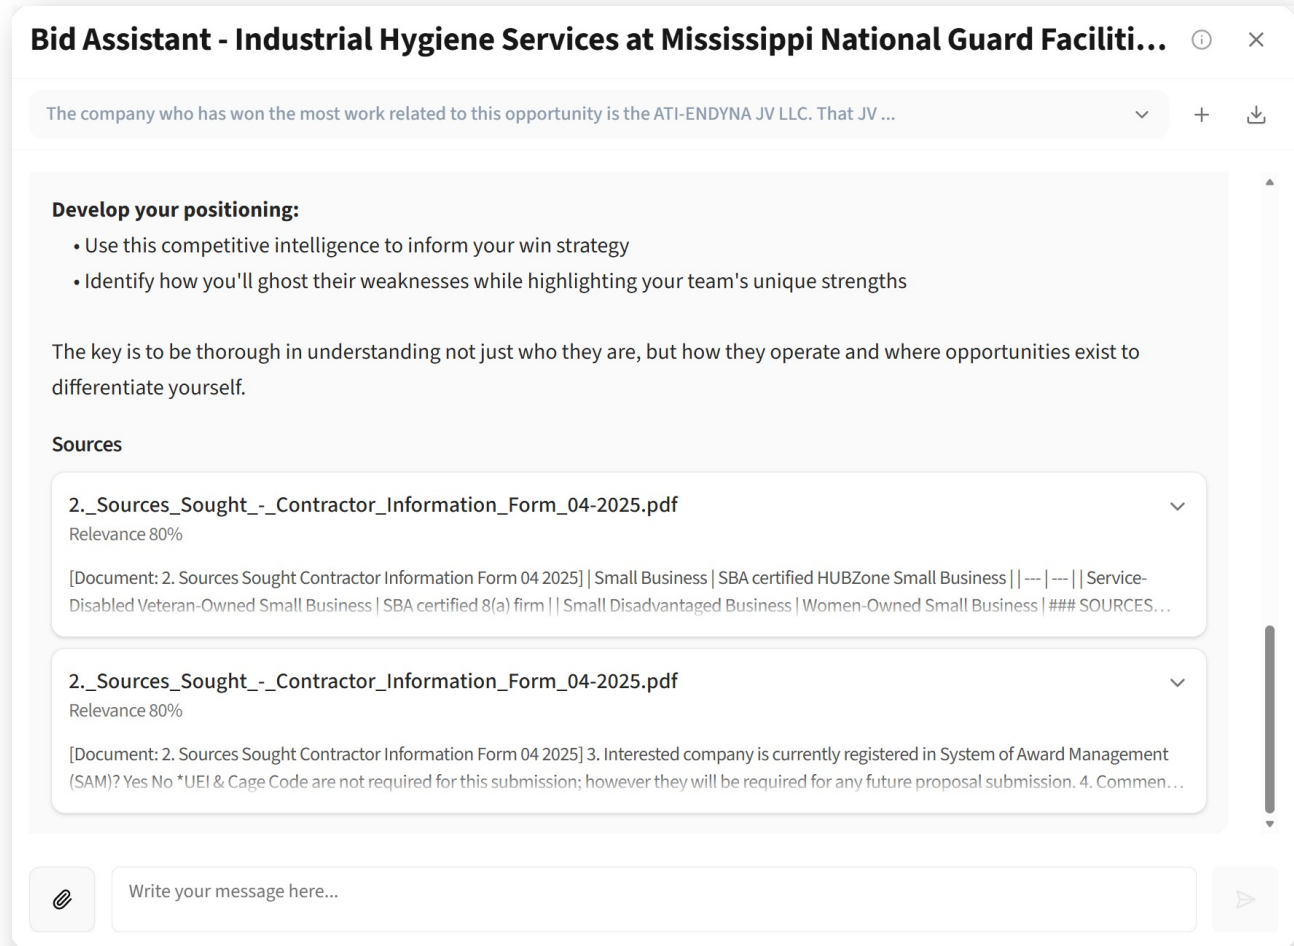 Bid Assistant - Industrial Hygiene Services at Mississippi National Guard Faciliti...
The company who has won the most work related to this opportunity is the ATI-ENDYNA JV LLC. That JV ...
Develop your positioning:
• Use this competitive intelligence to inform your win strategy
• Identify how you'll ghost their weaknesses while highlighting your team's unique strengths
The key is to be thorough in understanding not just who they are, but how they operate and where opportunities exist to
differentiate yourself.
Sources
2._Sources_Sought_-_Contractor_Information_Form_04-2025.pdf
Relevance 80%
[Document: 2. Sources Sought Contractor Information Form 04 2025] | Small Business | SBA certified HUBZone Small Business | | --- | --- | | Service-
Disabled Veteran-Owned Small Business | SBA certified 8(a) firm | | Small Disadvantaged Business | Women-Owned Small Business | ### SOURCES...
2._Sources_Sought_-_Contractor_Information_Form_04-2025.pdf
Relevance 80%
[Document: 2. Sources Sought Contractor Information Form 04 2025] 3. Interested company is currently registered in System of Award Management
(SAM)? Yes No *UEI & Cage Code are not required for this submission; however they will be required for any future proposal submission. 4. Commen...
Write your message here...